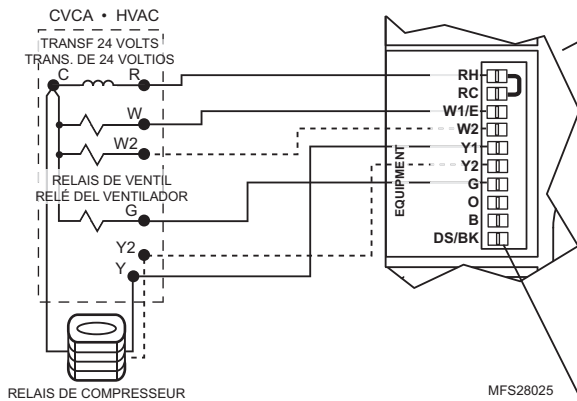 CVCA • HVAC
TRANSF 24 VOLTS
TRANS. DE 24 VOLTIOS
C
R
W
W2
RELAIS DE VENTIL
RELÉ DEL VENTILADOR
G
Y2
Y
RELAIS DE COMPRESSEUR
EQUIPMENT
RH
RC
W1/E
W2
Y1
Y2
G
O
B
DS/BK
MFS28025